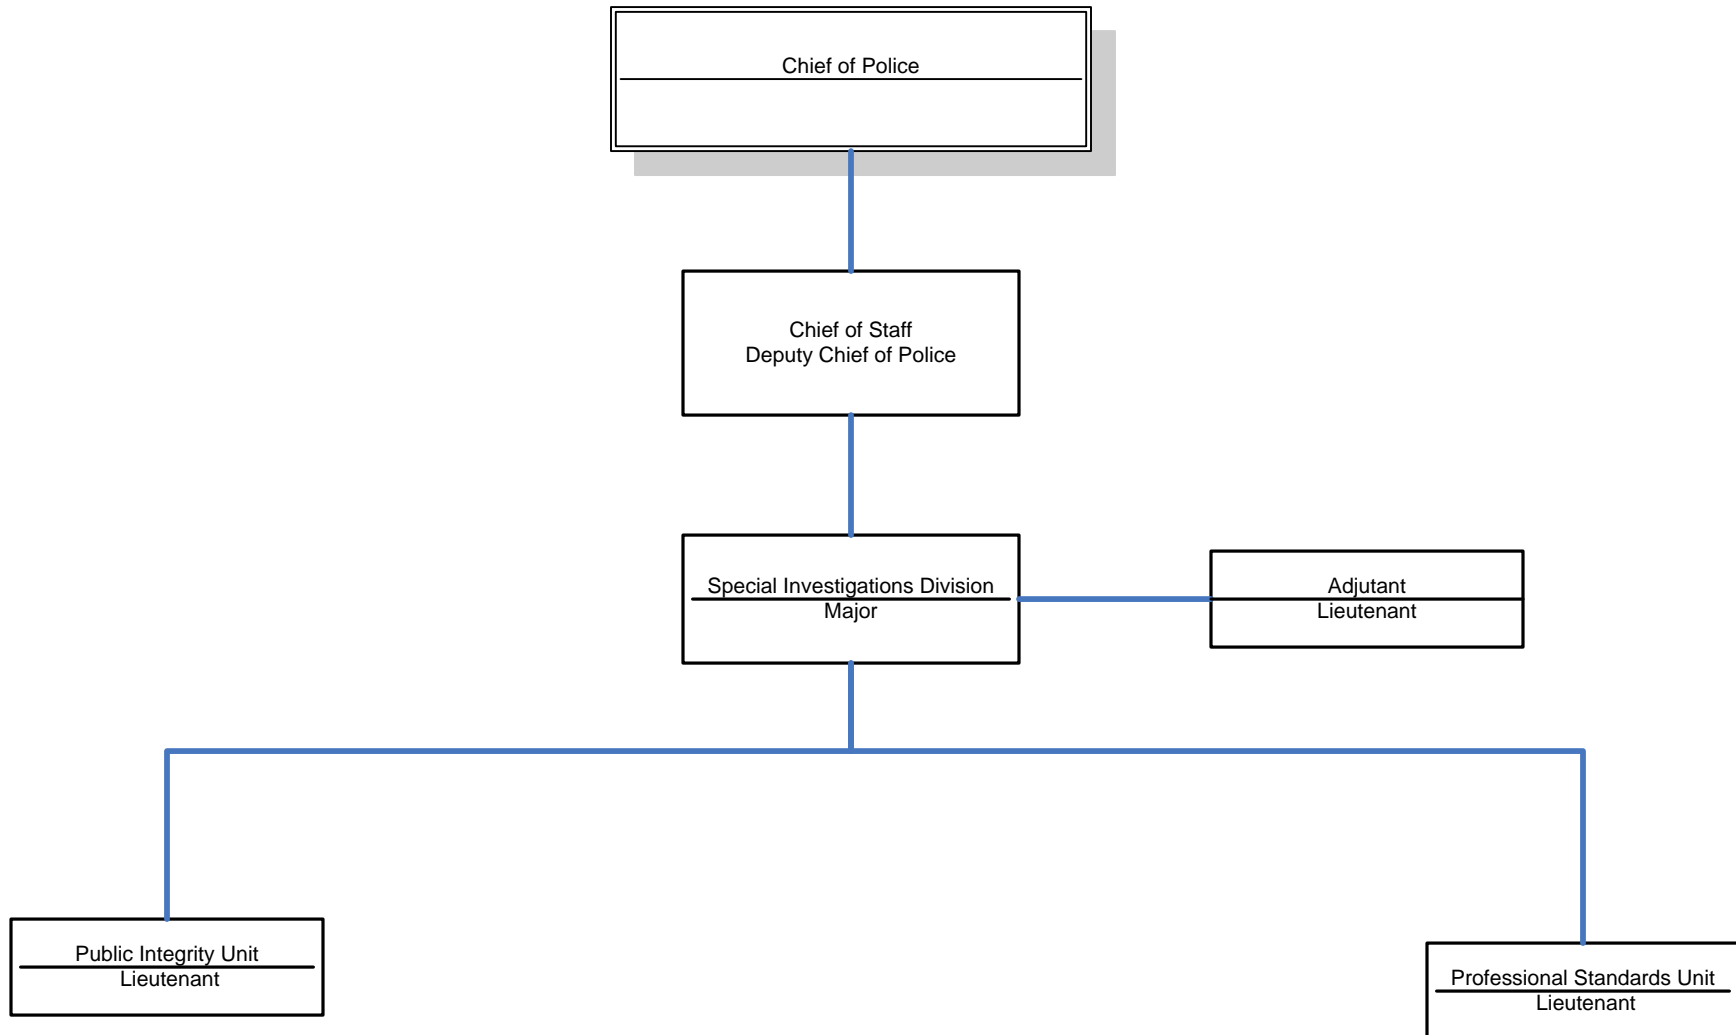 Chief of Police
Chief of Staff
Deputy Chief of Police
Special Investigations Division
Major
Adjutant
Lieutenant
Public Integrity Unit
Lieutenant
Professional Standards Unit
Lieutenant